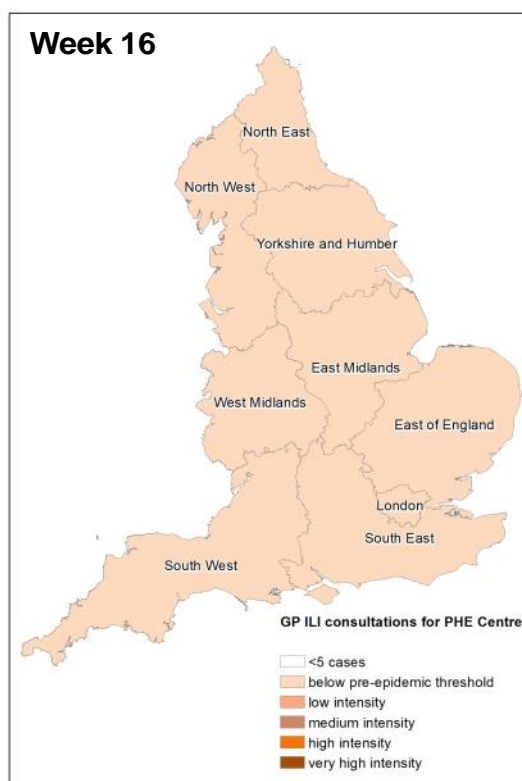 Week 16
North East
North West
Yorkshire and Humber
East Midlands
West Midlands
East of England
London
South East
South West
GP ILI consultations for PHE Centre
<5 cases
below pre-epidemic threshold
low intensity
medium intensity
high intensity
very high intensity